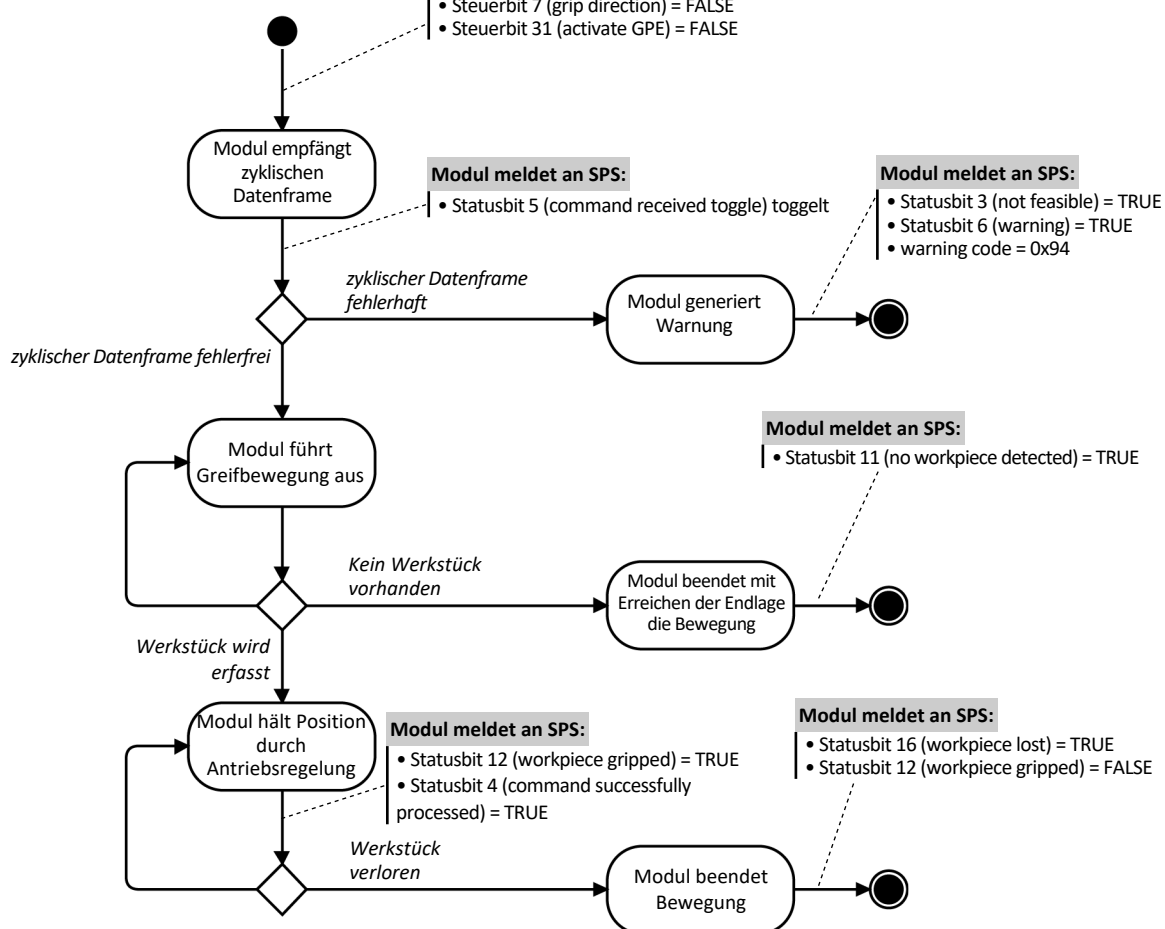 • Steuerbit 7 (grip direction) = FALSE
• Steuerbit 31 (activate GPE) = FALSE
Modul empfängt
zyklischen
Datenframe
Modul meldet an SPS:
• Statusbit 5 (command received toggle) toggelt
Modul meldet an SPS:
• Statusbit 3 (not feasible) = TRUE
• Statusbit 6 (warning) = TRUE
• warning code = 0x94
zyklischer Datenframe
fehlerhaft
Modul generiert
Warnung
zyklischer Datenframe fehlerfrei
Modul führt
Greifbewegung aus
Modul meldet an SPS:
• Statusbit 11 (no workpiece detected) = TRUE
Kein Werkstück
vorhanden
Modul beendet mit
Erreichen der Endlage
die Bewegung
Werkstück wird
erfasst
Modul hält Position
durch
Antriebsregelung
Modul meldet an SPS:
• Statusbit 12 (workpiece gripped) = TRUE
• Statusbit 4 (command successfully
processed) = TRUE
Modul meldet an SPS:
• Statusbit 16 (workpiece lost) = TRUE
• Statusbit 12 (workpiece gripped) = FALSE
Werkstück
verloren
Modul beendet
Bewegung